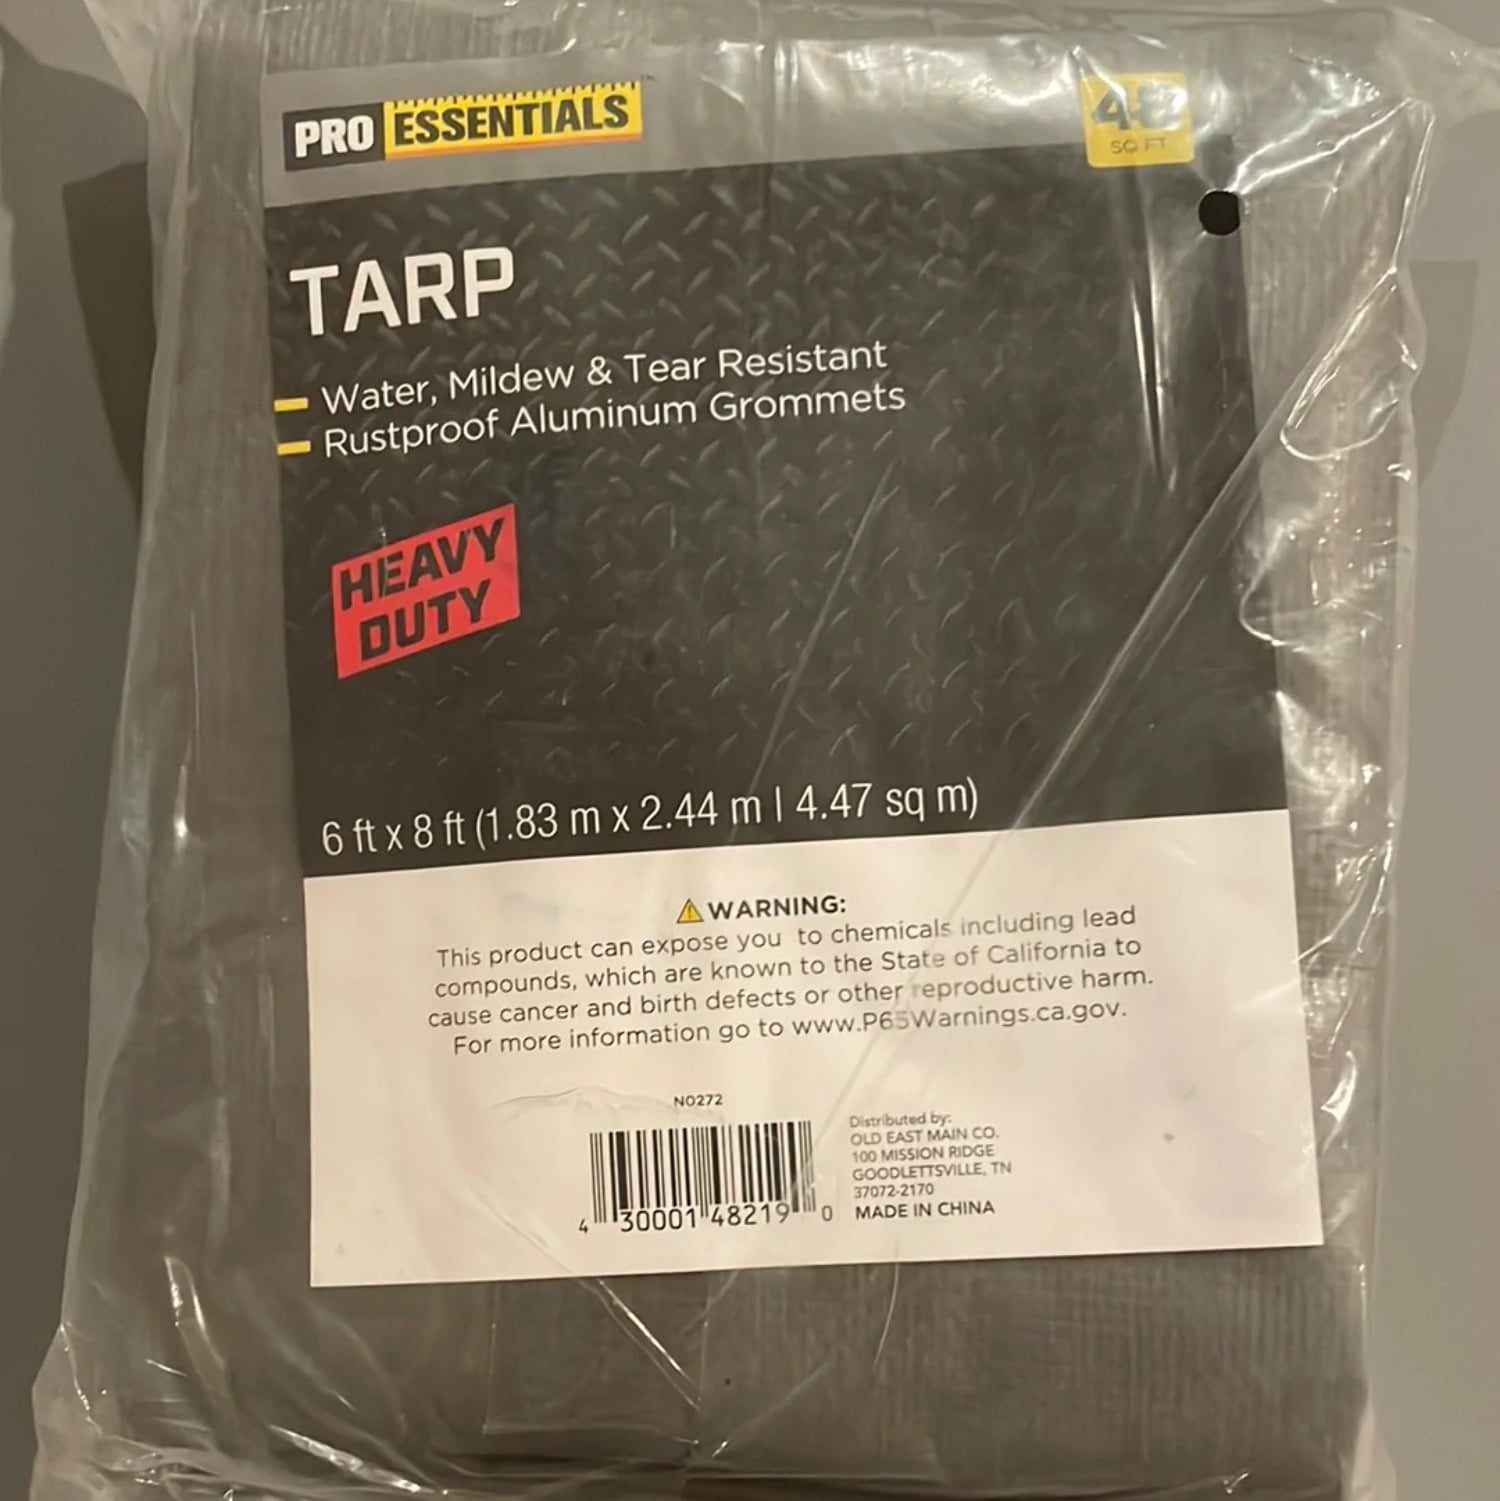 PRO ESSENTIALS
48
SQ FT
TARP
Water, Mildew & Tear Resistant
Rustproof Aluminum Grommets
HEAVY
DUTY
6 ft x 8 ft (1.83 m x 2.44 m | 4.47 sq m)
⚠WARNING:
This product can expose you to chemicals including lead
compounds, which are known to the State of California to
cause cancer and birth defects or other reproductive harm.
For more information go to www.P65Warnings.ca.gov.
N0272
4 30001 48219 0
Distributed by:
OLD EAST MAIN CO.
100 MISSION RIDGE
GOODLETTSVILLE, TN
37072-2170
MADE IN CHINA